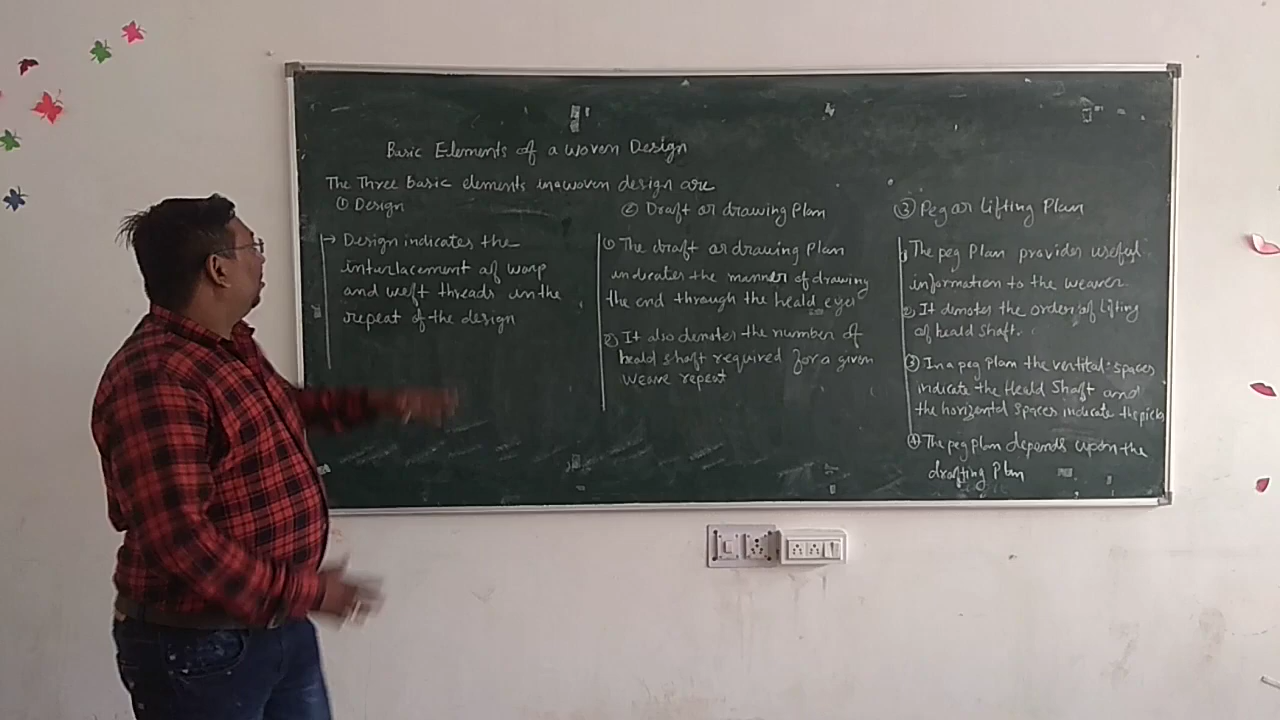 Basic Elements of a woven Design
The Three basic elements in a woven design are
① Design
→ Design indicates the
interlacement of warp
and weft threads in the
repeat of the design
② Draft or drawing Plan
① The draft or drawing Plan
indicates the manner of drawing
the end through the heald eyes
② It also denotes the number of
heald shaft required for a given
weave repeat
③ Peg or lifting Plan
① The peg Plan provides useful
information to the weaver.
② It denotes the order of lifting
of heald shaft.
③ In a peg Plan the vertital spaces
indicate the Heald Shaft and
the horizontal spaces indicate the picks
④ The peg Plan depends upon the
drafting Plan